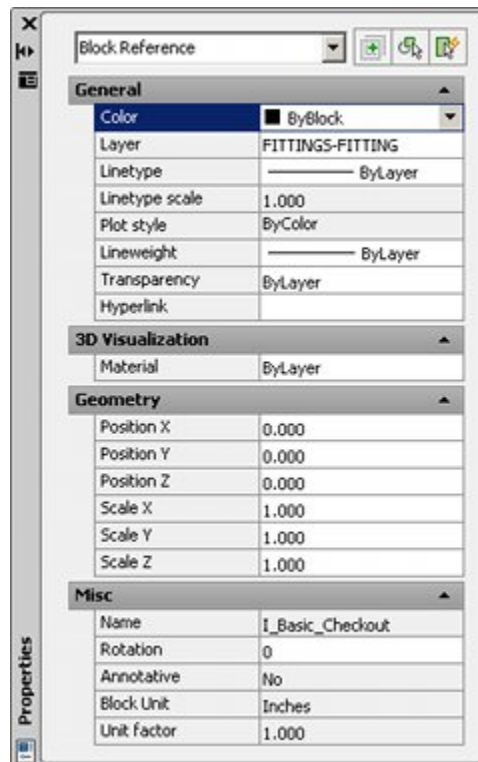 Block Reference
General
Color ByBlock
Layer FITTINGS-FITTING
Linetype ByLayer
Linetype scale 1.000
Plot style ByColor
Lineweight ByLayer
Transparency ByLayer
Hyperlink
3D Visualization
Material ByLayer
Geometry
Position X 0.000
Position Y 0.000
Position Z 0.000
Scale X 1.000
Scale Y 1.000
Scale Z 1.000
Misc
Name I_Basic_Checkout
Rotation 0
Annotative No
Block Unit Inches
Unit factor 1.000
Properties